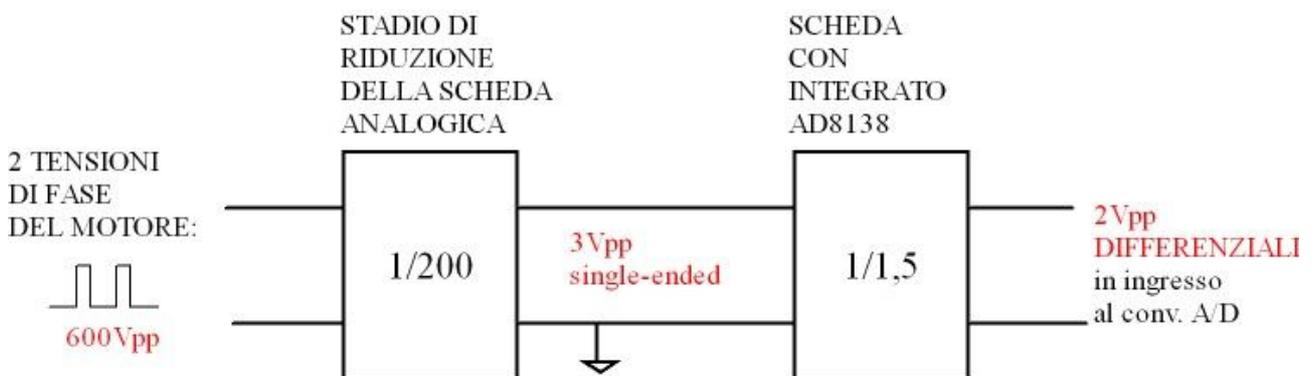 STADIO DI
RIDUZIONE
DELLA SCHEDA
ANALOGICA
SCHEDA
CON
INTEGRATO
AD8138
2 TENSIONI
DI FASE
DEL MOTORE:
600Vpp
1/200
3Vpp
single-ended
1/1,5
2Vpp
DIFFERENZIALI
in ingresso
al conv. A/D